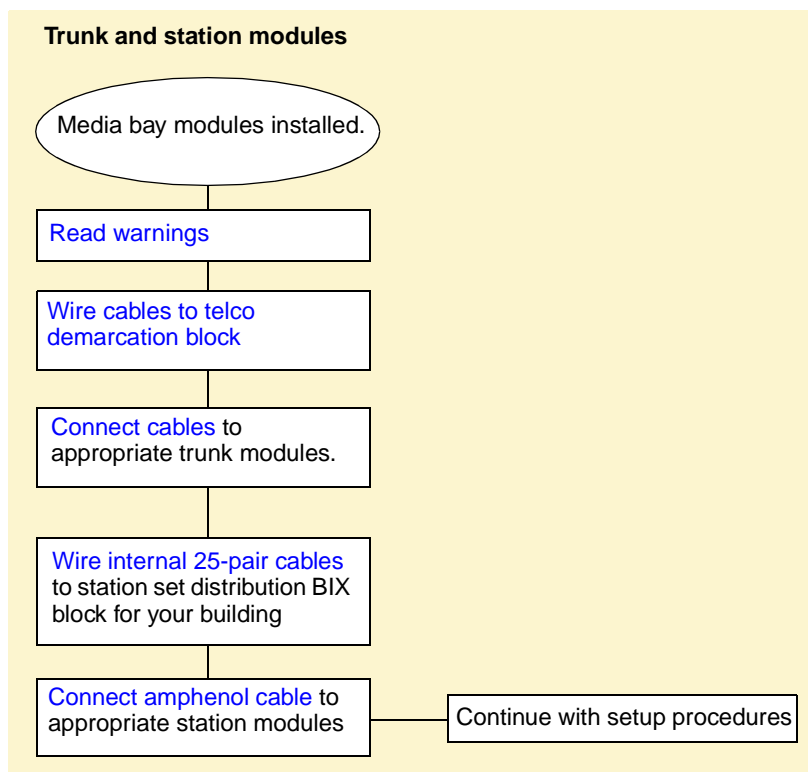 Trunk and station modules
Media bay modules installed.
Read warnings
Wire cables to telco
demarcation block
Connect cables to
appropriate trunk modules.
Wire internal 25-pair cables
to station set distribution BIX
block for your building
Connect amphenol cable to
appropriate station modules
Continue with setup procedures